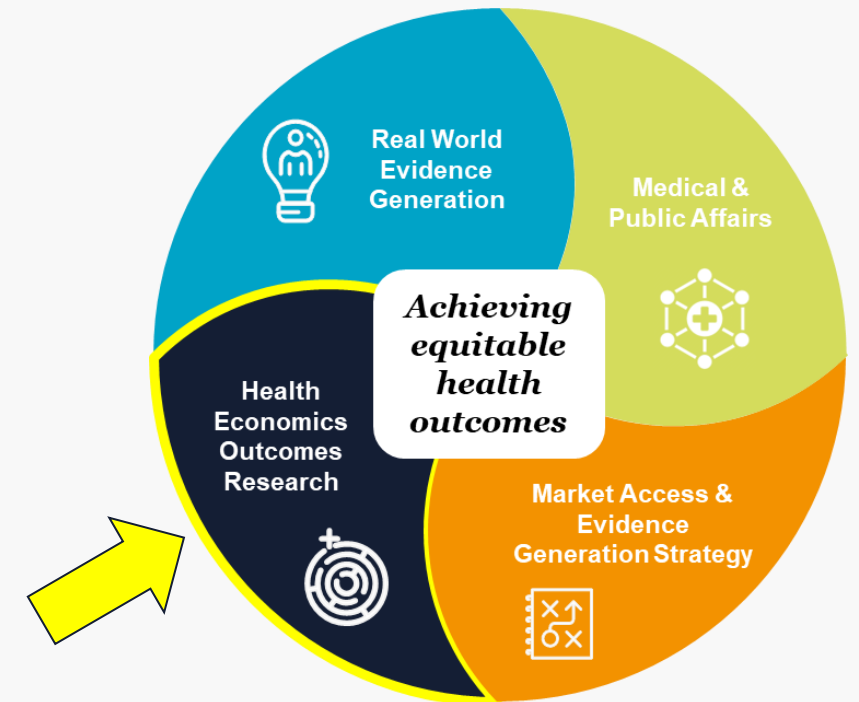 Real World
Evidence
Generation
Medical &
Public Affairs
Achieving
equitable
health
outcomes
Health
Economics
Outcomes
Research
Market Access &
Evidence
Generation Strategy